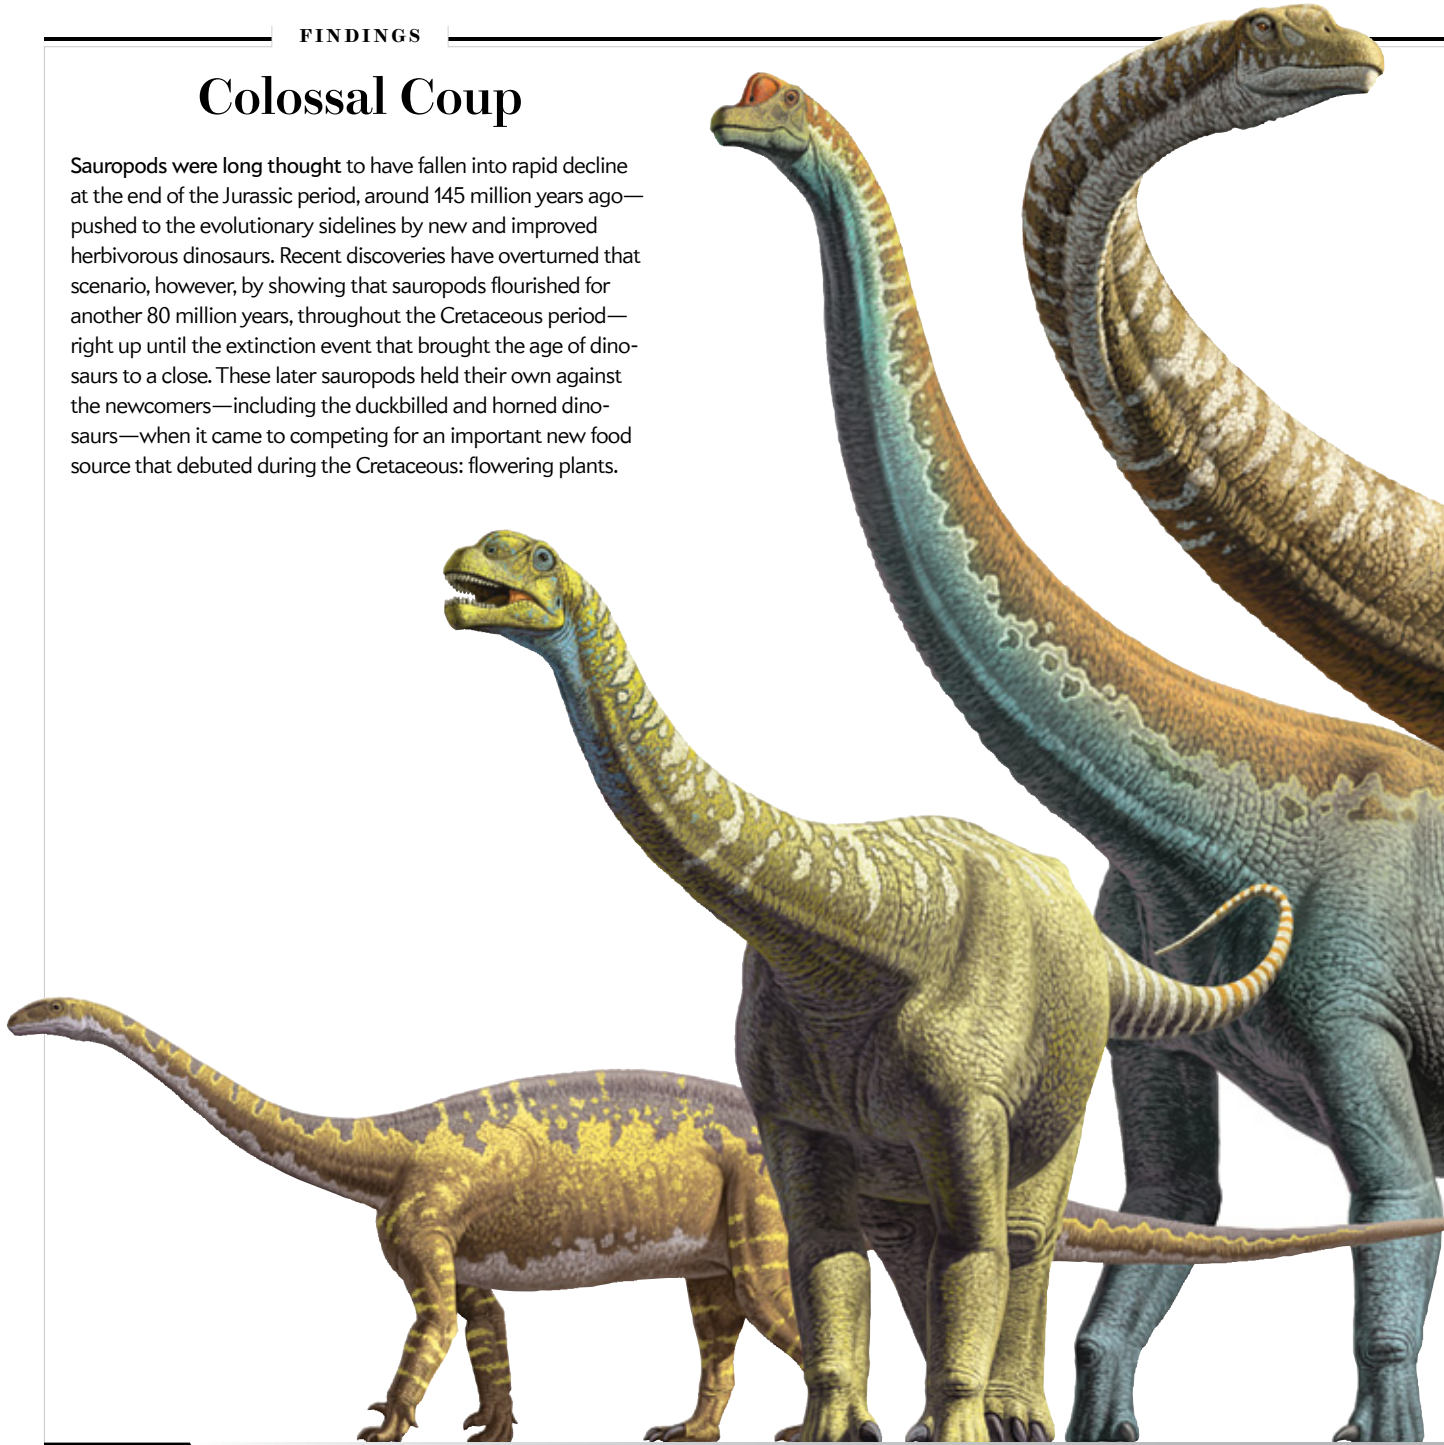 FINDINGS
Colossal Coup
Sauropods were long thought to have fallen into rapid decline
at the end of the Jurassic period, around 145 million years ago—
pushed to the evolutionary sidelines by new and improved
herbivorous dinosaurs. Recent discoveries have overturned that
scenario, however, by showing that sauropods flourished for
another 80 million years, throughout the Cretaceous period—
right up until the extinction event that brought the age of dino-
saurs to a close. These later sauropods held their own against
the newcomers—including the duckbilled and horned dino-
saurs—when it came to competing for an important new food
source that debuted during the Cretaceous: flowering plants.